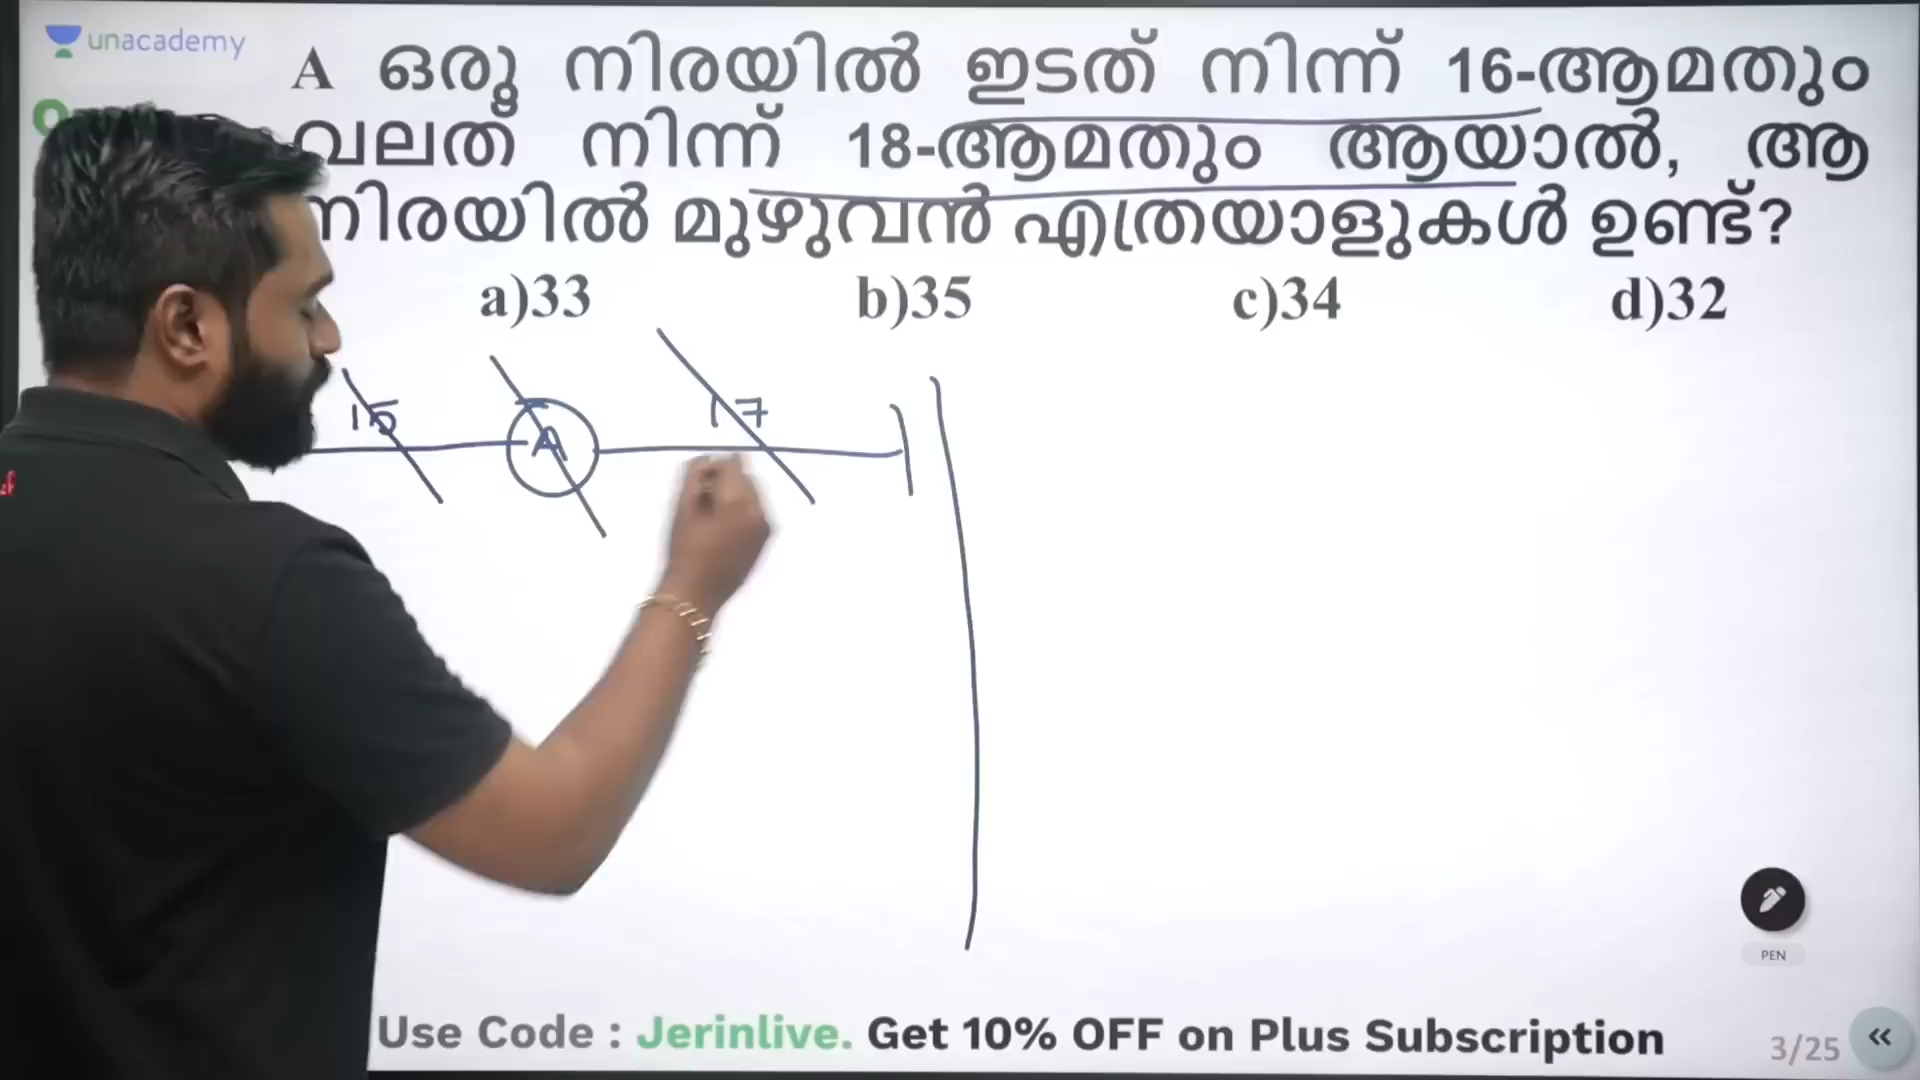 unacademy
A ഒരു നിരയിൽ ഇടത് നിന്ന് 16-ആമതും
വലത് നിന്ന് 18-ആമതും ആയാൽ, ആ
നിരയിൽ മുഴുവൻ എത്രയാളുകൾ ഉണ്ട്?
a)33 b)35 c)34 d)32
15 A 17
PEN
Use Code : Jerinlive. Get 10% OFF on Plus Subscription
3/25